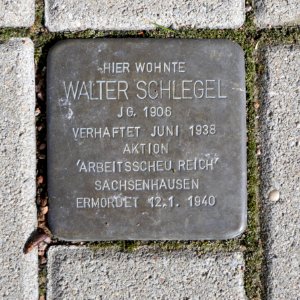 HIER WOHNTE
WALTER SCHLEGEL
JG. 1906
VERHAFTET JUNI 1938
AKTION
'ARBEITSSCHEU REICH'
SACHSENHAUSEN
ERMORDET 12.1. 1940